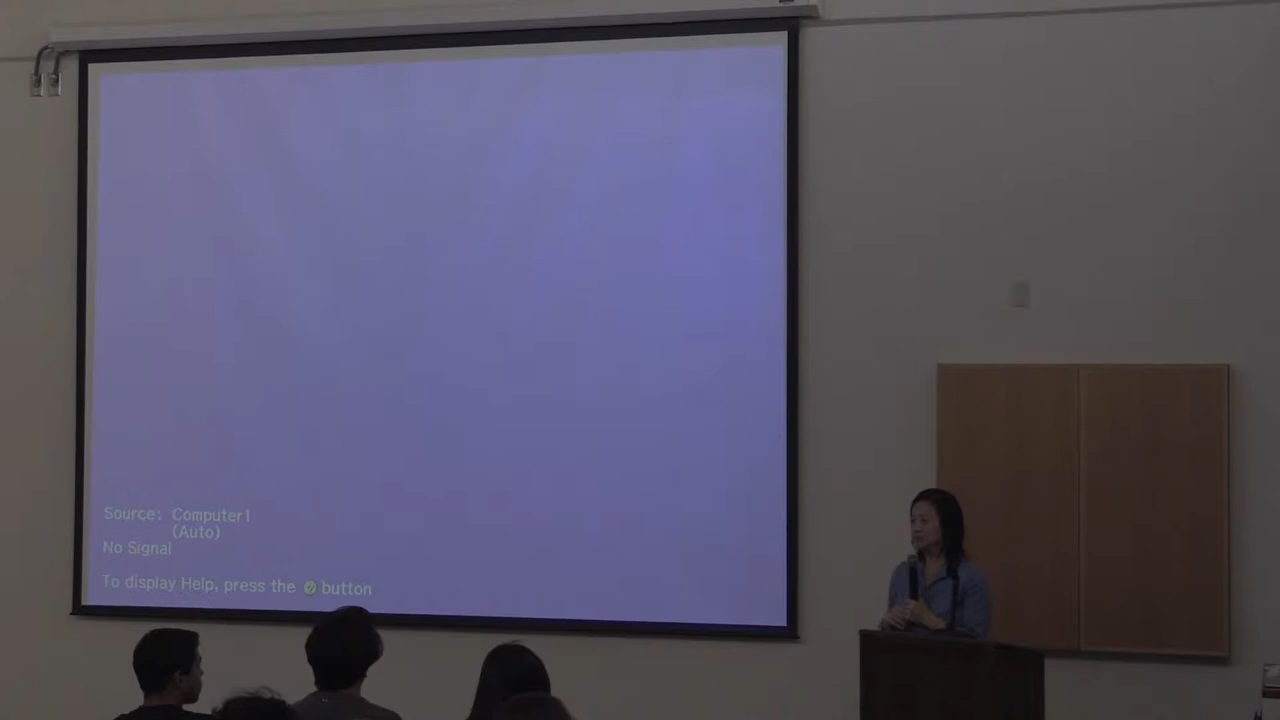 Source: Computer1
(Auto)
No Signal
To display Help, press the button